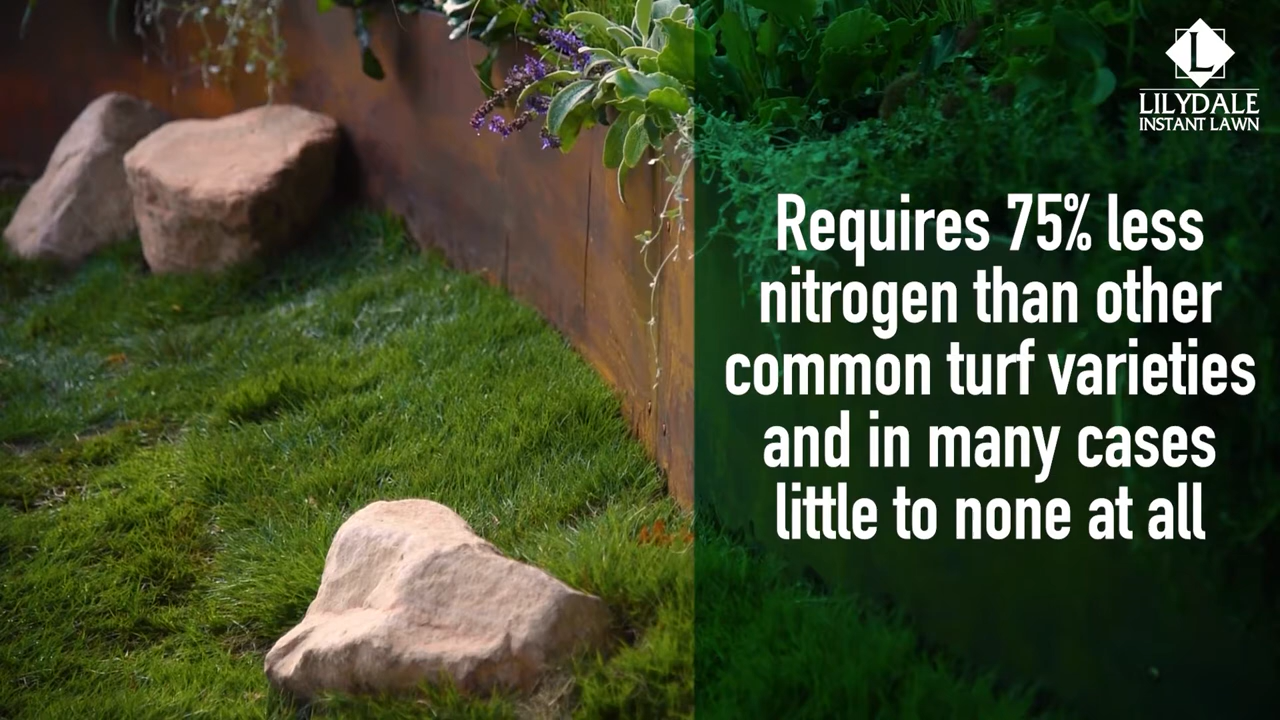 L
LILYDALE
INSTANT LAWN
Requires 75% less
nitrogen than other
common turf varieties
and in many cases
little to none at all